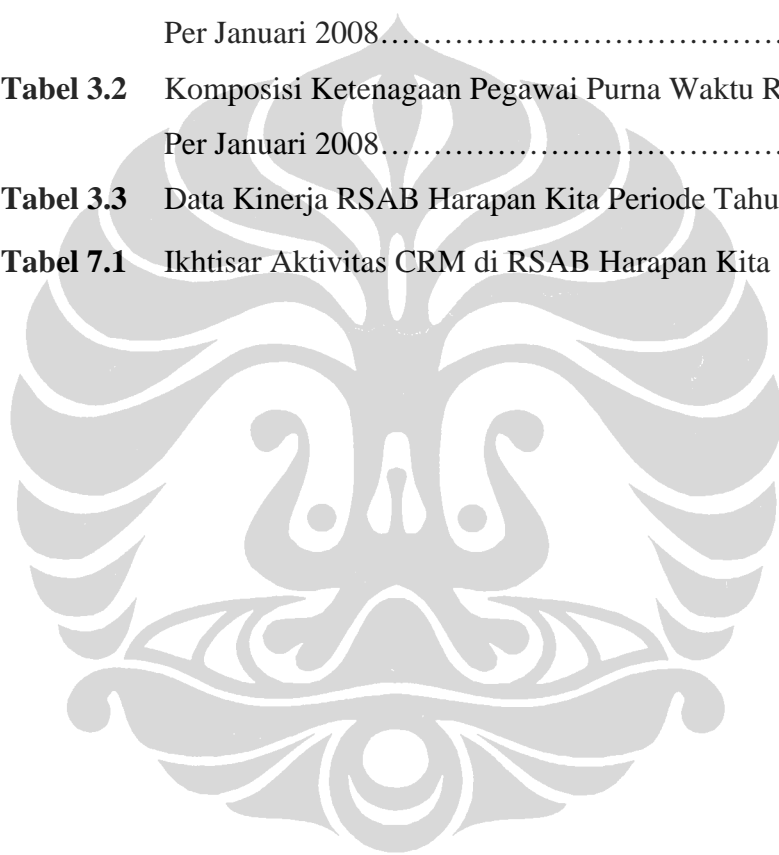 Per Januari 2008……………………………………
Tabel 3.2 Komposisi Ketenagaan Pegawai Purna Waktu
Per Januari 2008……………………………………
Tabel 3.3 Data Kinerja RSAB Harapan Kita Periode
Tabel 7.1 Ikhtisar Aktivitas CRM di RSAB Harapan Kita